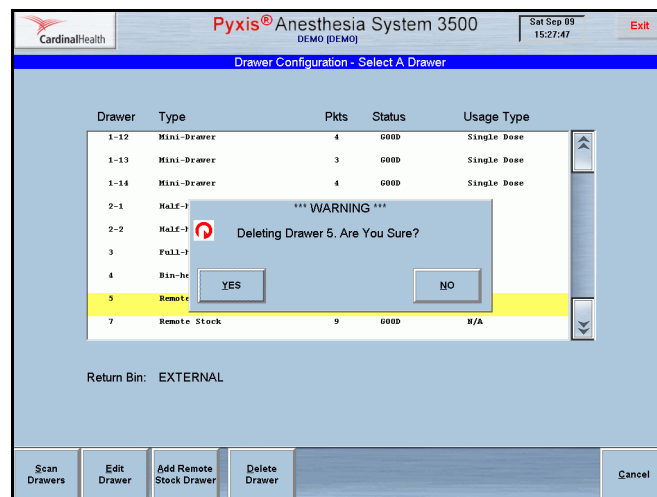 CardinalHealth
Pyxis® Anesthesia System 3500
DEMO [DEMO]
Sat Sep 09
15:27:47
Exit
Drawer Configuration - Select A Drawer
Drawer Type Pkts Status Usage Type
1-12 Mini-Drawer 4 GOOD Single Dose
1-13 Mini-Drawer 3 GOOD Single Dose
1-14 Mini-Drawer 4 GOOD Single Dose
2-1
2-2
3
4
5 Remote
7 Remote Stock 9 GOOD N/A
*** WARNING ***
Deleting Drawer 5. Are You Sure?
YES
NO
Return Bin: EXTERNAL
Scan Drawers
Edit Drawer
Add Remote Stock Drawer
Delete Drawer
Cancel